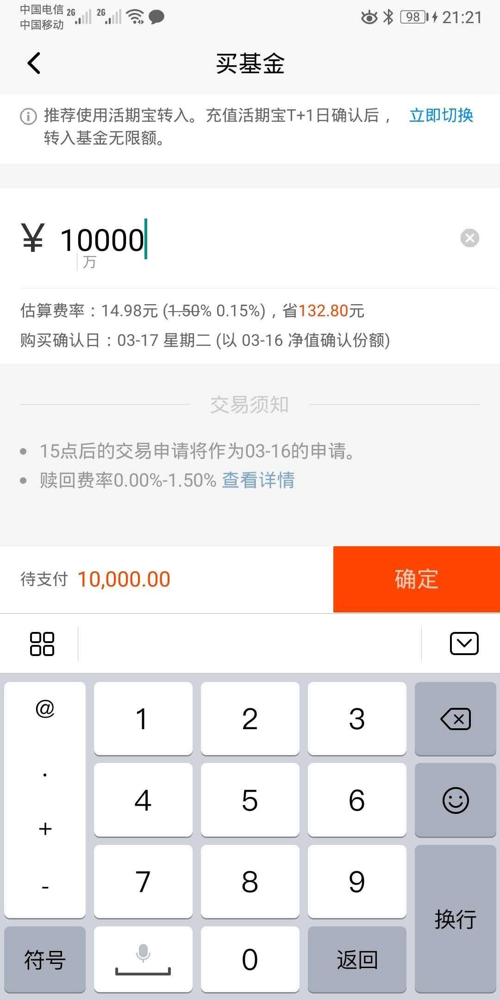 中国电信 2G 2G 98 21:21
中国移动
买基金
推荐使用活期宝转入。充值活期宝T+1日确认后， 立即切换
转入基金无限额。
¥ 10000
万
估算费率：14.98元 (1.50% 0.15%)，省132.80元
购买确认日：03-17 星期二 (以 03-16 净值确认份额)
交易须知
15点后的交易申请将作为03-16的申请。
赎回费率0.00%-1.50% 查看详情
待支付 10,000.00 确定
@ 1 2 3
.
4 5 6
+
7 8 9
-
换行
符号 0 返回